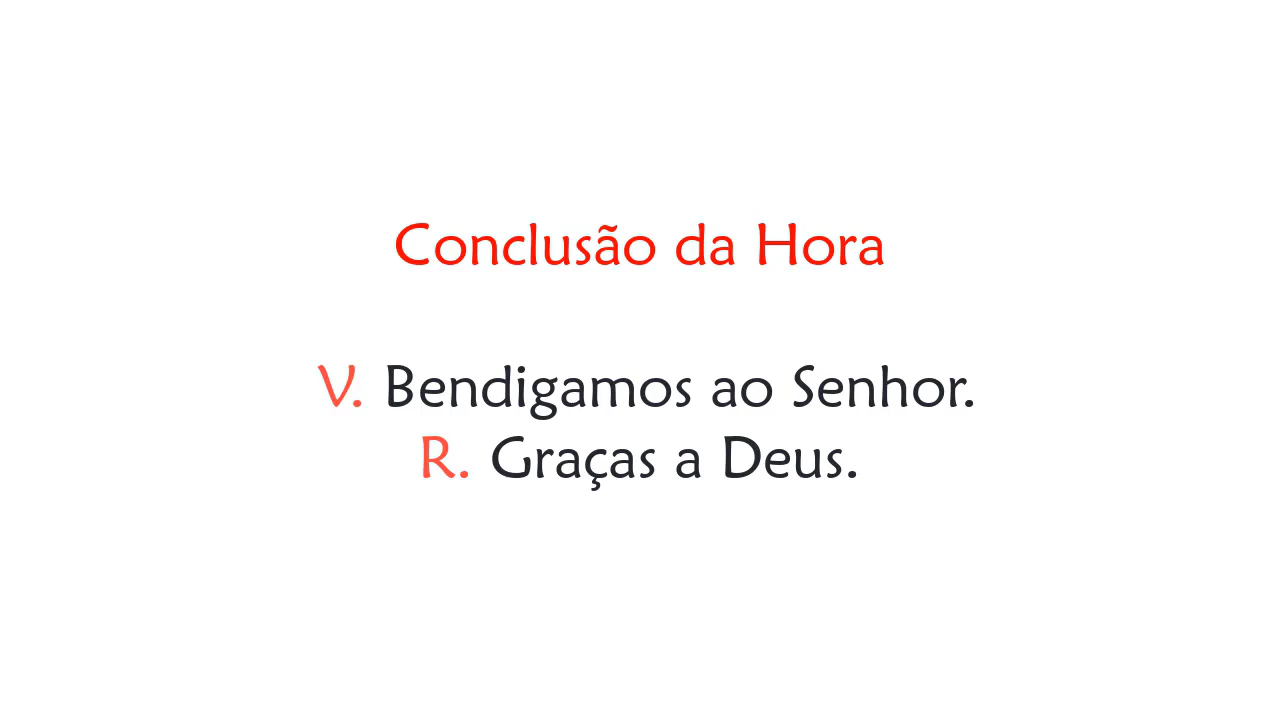 Conclusão da Hora
V. Bendigamos ao Senhor.
R. Graças a Deus.